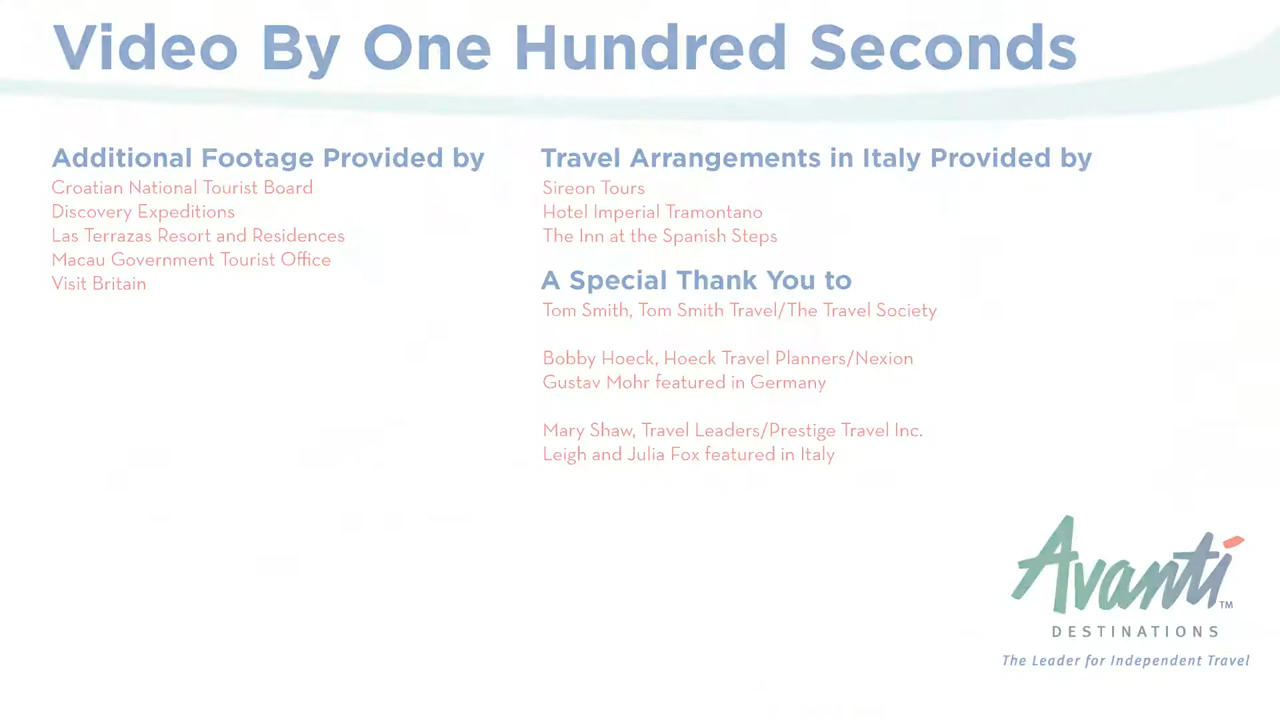 Video By One Hundred Seconds
Additional Footage Provided by
Croatian National Tourist Board
Discovery Expeditions
Las Terrazas Resort and Residences
Macau Government Tourist Office
Visit Britain
Travel Arrangements in Italy Provided by
Sireon Tours
Hotel Imperial Tramontano
The Inn at the Spanish Steps
A Special Thank You to
Tom Smith, Tom Smith Travel/The Travel Society
Bobby Hoeck, Hoeck Travel Planners/Nexion
Gustav Mohr featured in Germany
Mary Shaw, Travel Leaders/Prestige Travel Inc.
Leigh and Julia Fox featured in Italy
Avanti™
DESTINATIONS
The Leader for Independent Travel